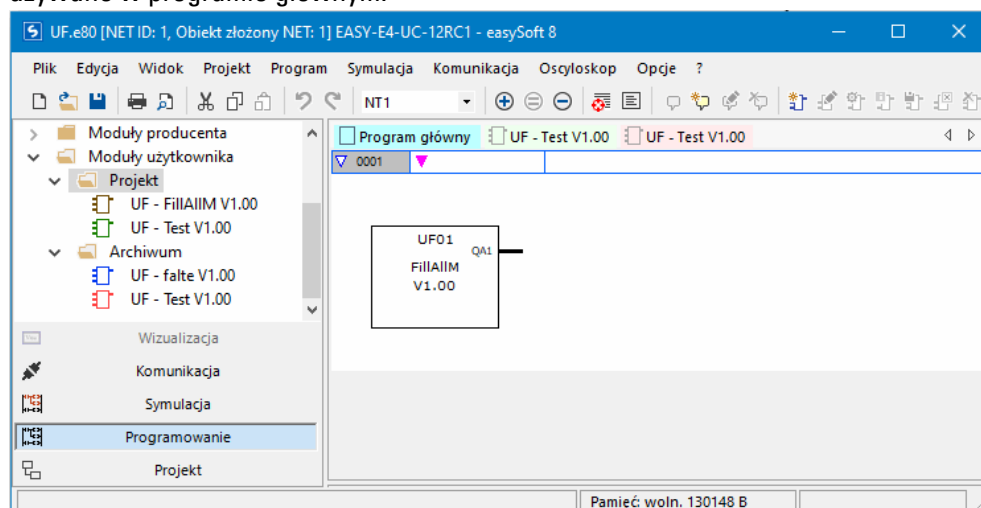 używane w programie głównym.
UF.e80 [NET ID: 1, Obiekt złożony NET: 1] EASY-E4-UC-12RC1 - easySoft 8
Plik Edycja Widok Projekt Program Symulacja Komunikacja Oscyloskop Opcje ?
NT1
Moduły producenta
Moduły użytkownika
Projekt
UF - FillAllM V1.00
UF - Test V1.00
Archiwum
UF - falte V1.00
UF - Test V1.00
Wizualizacja
Komunikacja
Symulacja
Programowanie
Projekt
Program główny UF - Test V1.00 UF - Test V1.00
0001
UF01
QA1
FillAllM
V1.00
Pamięć: woln. 130148 B